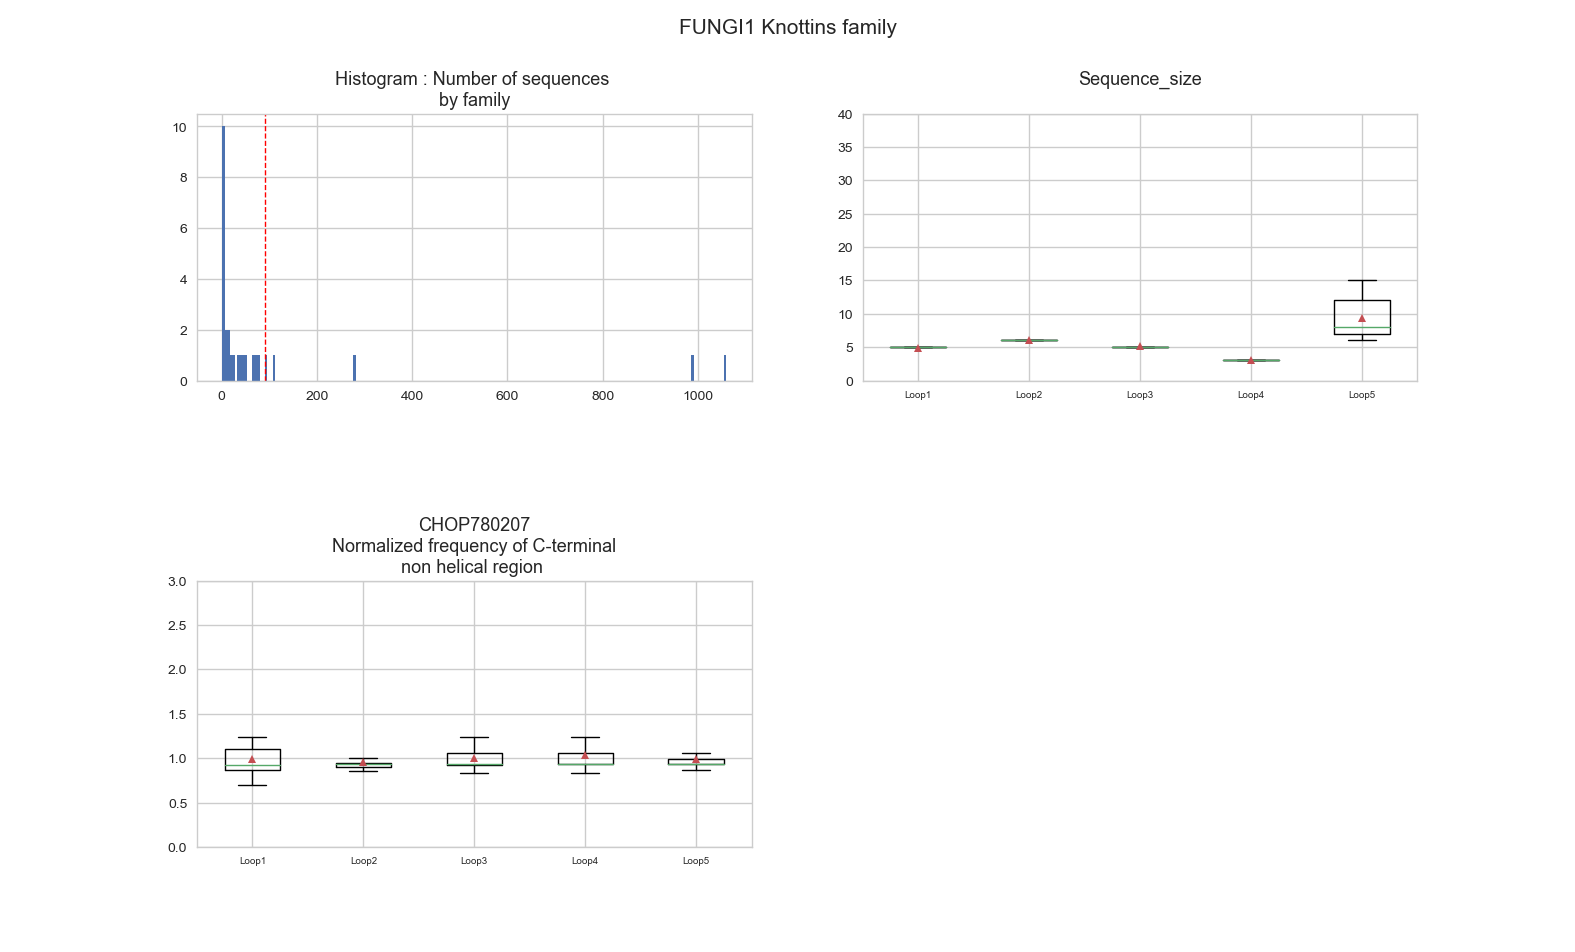 FUNGI1 Knottins family
Histogram : Number of sequences
by family
10
8
6
4
2
0
0 200 400 600 800 1000
Sequence_size
40
35
30
25
20
15
10
5
0
Loop1 Loop2 Loop3 Loop4 Loop5
CHOP780207
Normalized frequency of C-terminal
non helical region
3.0
2.5
2.0
1.5
1.0
0.5
0.0
Loop1 Loop2 Loop3 Loop4 Loop5